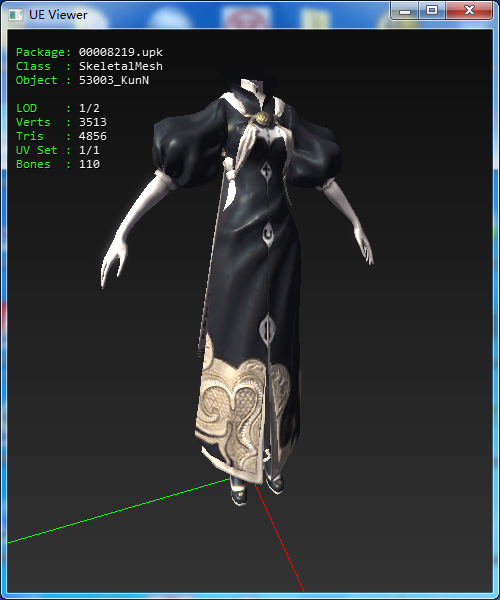 UE Viewer
Package: 00008219.upk
Class : SkeletalMesh
Object : 53003_KunN
LOD : 1/2
Verts : 3513
Tris : 4856
UV Set : 1/1
Bones : 110